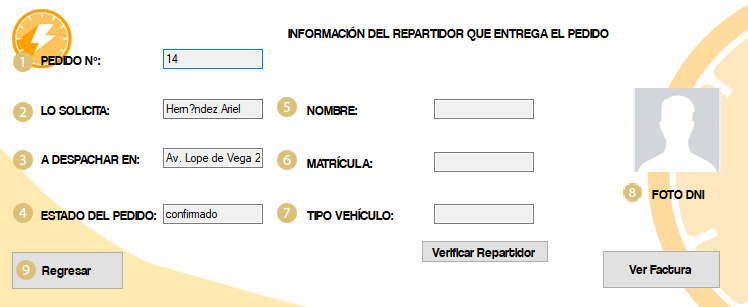 INFORMACIÓN DEL REPARTIDOR QUE ENTREGA EL PEDIDO
1 PEDIDO Nº: 14
2 LO SOLICITA: Hern?ndez Ariel
5 NOMBRE:
3 A DESPACHAR EN: Av. Lope de Vega 2
6 MATRÍCULA:
8 FOTO DNI
4 ESTADO DEL PEDIDO: confirmado
7 TIPO VEHÍCULO:
Verificar Repartidor
9 Regresar
Ver Factura